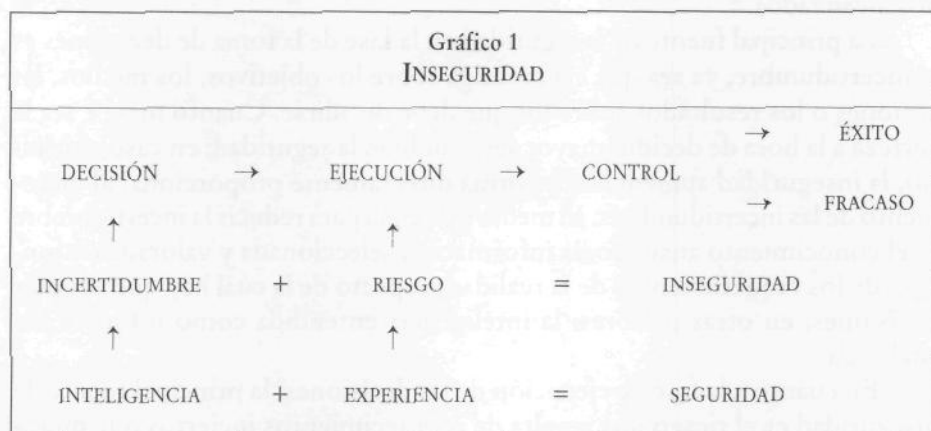 Gráfico 1
INSEGURIDAD
→ ÉXITO
DECISIÓN → EJECUCIÓN → CONTROL
→ FRACASO
↑ ↑
INCERTIDUMBRE + RIESGO = INSEGURIDAD
↑ ↑
INTELIGENCIA + EXPERIENCIA = SEGURIDAD